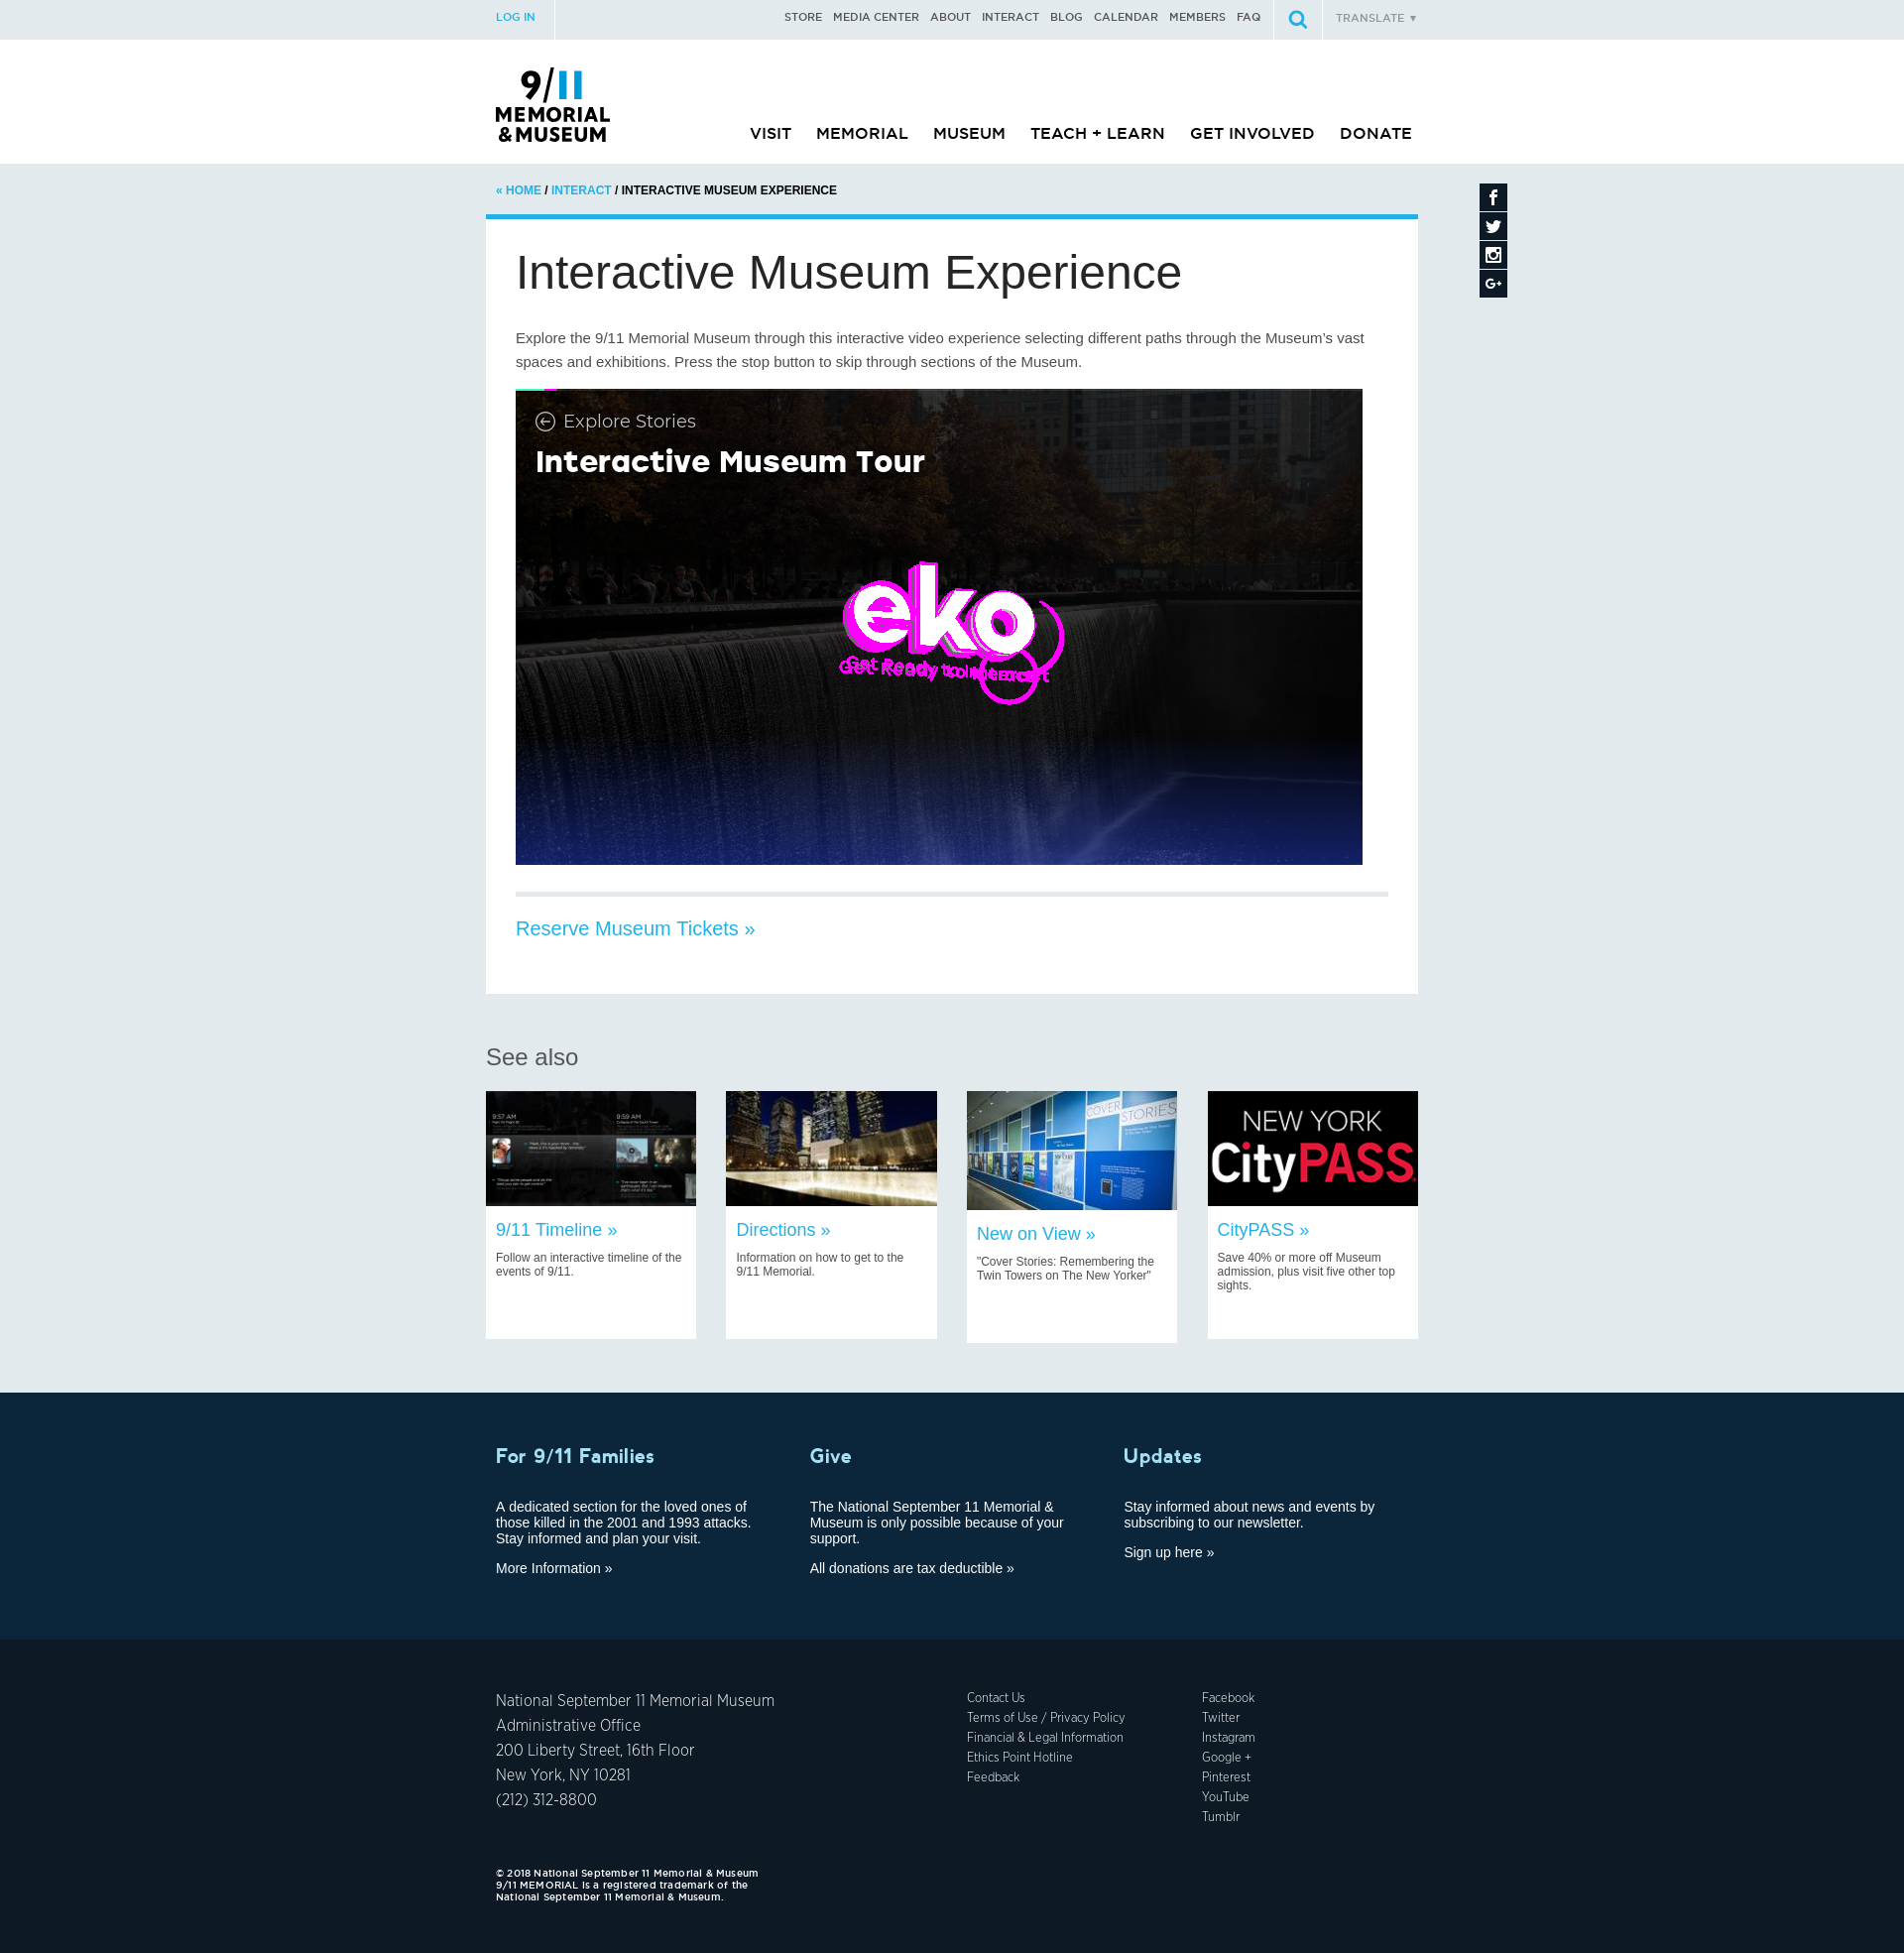 LOG IN
STORE MEDIA CENTER ABOUT INTERACT BLOG CALENDAR MEMBERS FAQ
TRANSLATE ▼
9/11
MEMORIAL
&MUSEUM
VISIT MEMORIAL MUSEUM TEACH + LEARN GET INVOLVED DONATE
« HOME / INTERACT / INTERACTIVE MUSEUM EXPERIENCE
Interactive Museum Experience
Explore the 9/11 Memorial Museum through this interactive video experience selecting different paths through the Museum's vast
spaces and exhibitions. Press the stop button to skip through sections of the Museum.
Explore Stories
Interactive Museum Tour
eko
Get Ready to Interact
Reserve Museum Tickets »
See also
9:57 AM
9:59 AM
COVER STORIES
NEW YORK
CityPASS
9/11 Timeline »
Follow an interactive timeline of the
events of 9/11.
Directions »
Information on how to get to the
9/11 Memorial.
New on View »
"Cover Stories: Remembering the
Twin Towers on The New Yorker"
CityPASS »
Save 40% or more off Museum
admission, plus visit five other top
sights.
For 9/11 Families
A dedicated section for the loved ones of
those killed in the 2001 and 1993 attacks.
Stay informed and plan your visit.
More Information »
Give
The National September 11 Memorial &
Museum is only possible because of your
support.
All donations are tax deductible »
Updates
Stay informed about news and events by
subscribing to our newsletter.
Sign up here »
National September 11 Memorial Museum
Administrative Office
200 Liberty Street, 16th Floor
New York, NY 10281
(212) 312-8800
Contact Us
Terms of Use / Privacy Policy
Financial & Legal Information
Ethics Point Hotline
Feedback
Facebook
Twitter
Instagram
Google +
Pinterest
YouTube
Tumblr
© 2018 National September 11 Memorial & Museum
9/11 MEMORIAL is a registered trademark of the
National September 11 Memorial & Museum.